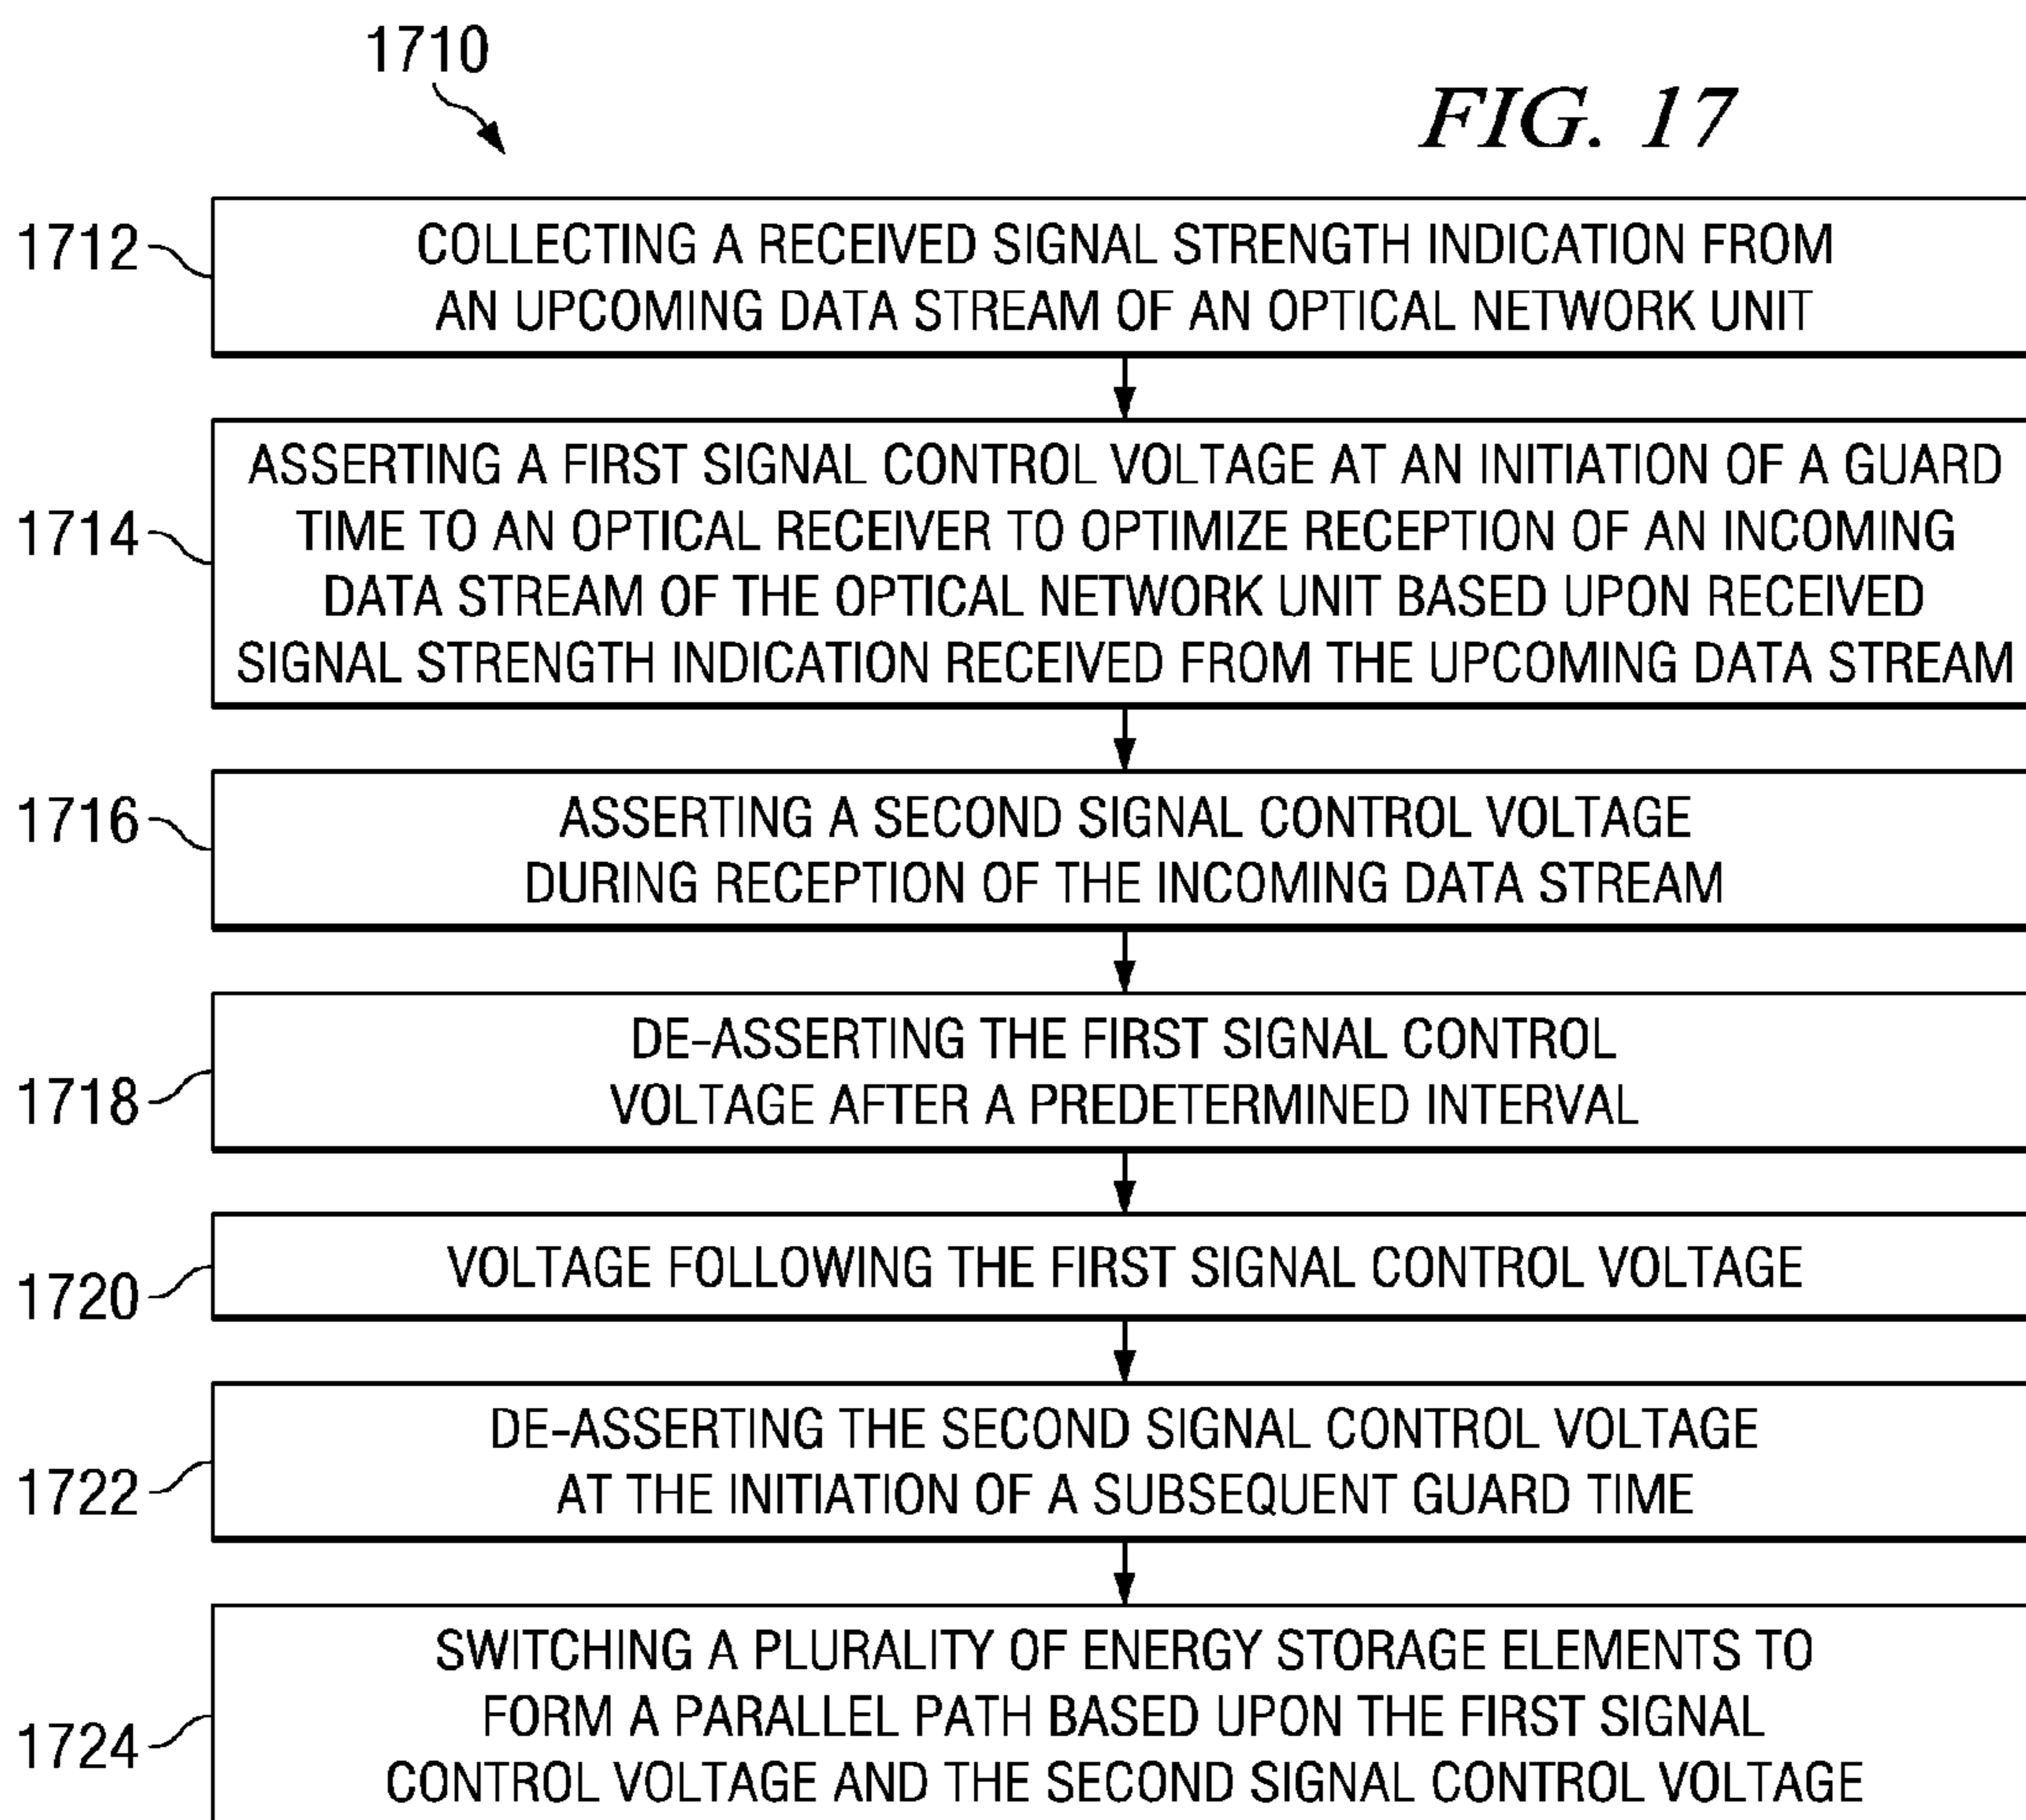 1710
FIG. 17
1712
COLLECTING A RECEIVED SIGNAL STRENGTH INDICATION FROM
AN UPCOMING DATA STREAM OF AN OPTICAL NETWORK UNIT
1714
ASSERTING A FIRST SIGNAL CONTROL VOLTAGE AT AN INITIATION OF A GUARD
TIME TO AN OPTICAL RECEIVER TO OPTIMIZE RECEPTION OF AN INCOMING
DATA STREAM OF THE OPTICAL NETWORK UNIT BASED UPON RECEIVED
SIGNAL STRENGTH INDICATION RECEIVED FROM THE UPCOMING DATA STREAM
1716
ASSERTING A SECOND SIGNAL CONTROL VOLTAGE
DURING RECEPTION OF THE INCOMING DATA STREAM
1718
DE-ASSERTING THE FIRST SIGNAL CONTROL
VOLTAGE AFTER A PREDETERMINED INTERVAL
1720
VOLTAGE FOLLOWING THE FIRST SIGNAL CONTROL VOLTAGE
1722
DE-ASSERTING THE SECOND SIGNAL CONTROL VOLTAGE
AT THE INITIATION OF A SUBSEQUENT GUARD TIME
1724
SWITCHING A PLURALITY OF ENERGY STORAGE ELEMENTS TO
FORM A PARALLEL PATH BASED UPON THE FIRST SIGNAL
CONTROL VOLTAGE AND THE SECOND SIGNAL CONTROL VOLTAGE